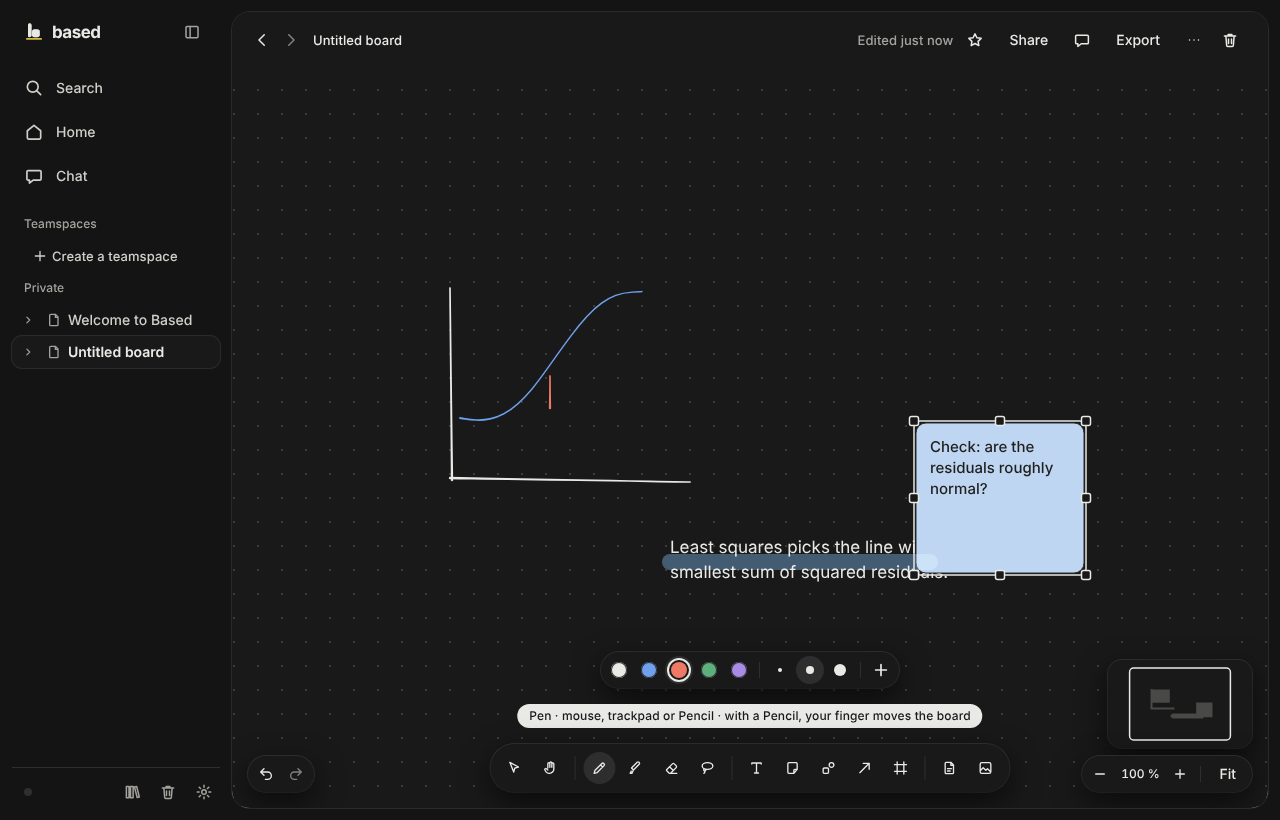 based
Search
Home
Chat
Teamspaces
Create a teamspace
Private
Welcome to Based
Untitled board
Untitled board
Edited just now
Share
Export
Check: are the
residuals roughly
normal?
Least squares picks the line wi
smallest sum of squared residuals.
Pen · mouse, trackpad or Pencil · with a Pencil, your finger moves the board
100 %
Fit